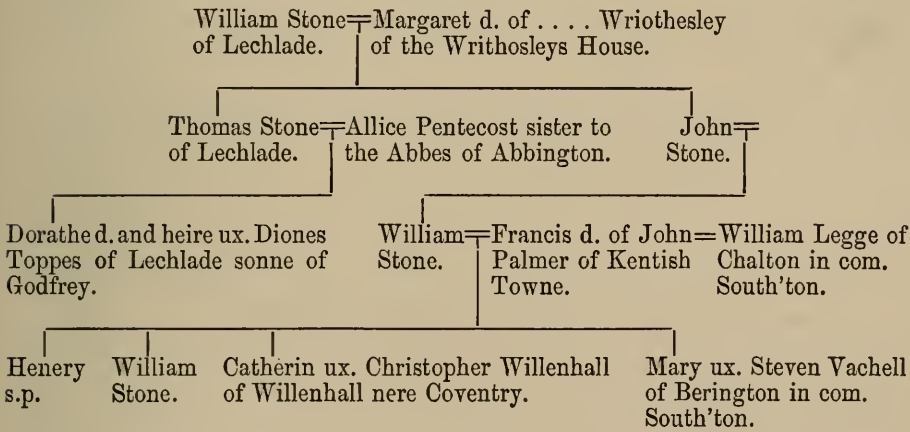 William Stone=Margaret d. of . . . . Wriothesley
of Lechlade. of the Writhosleys House.
Thomas Stone=Allice Pentecost sister to John=
of Lechlade. the Abbes of Abbington. Stone.
Dorathe d. and heire ux. Diones William=Francis d. of John=William Legge of
Toppes of Lechlade sonne of Stone. Palmer of Kentish Chalton in com.
Godfrey. Towne. South'ton.
Henery William Catherin ux. Christopher Willenhall Mary ux. Steven Vachell
s.p. Stone. of Willenhall nere Coventry. of Berington in com.
South'ton.